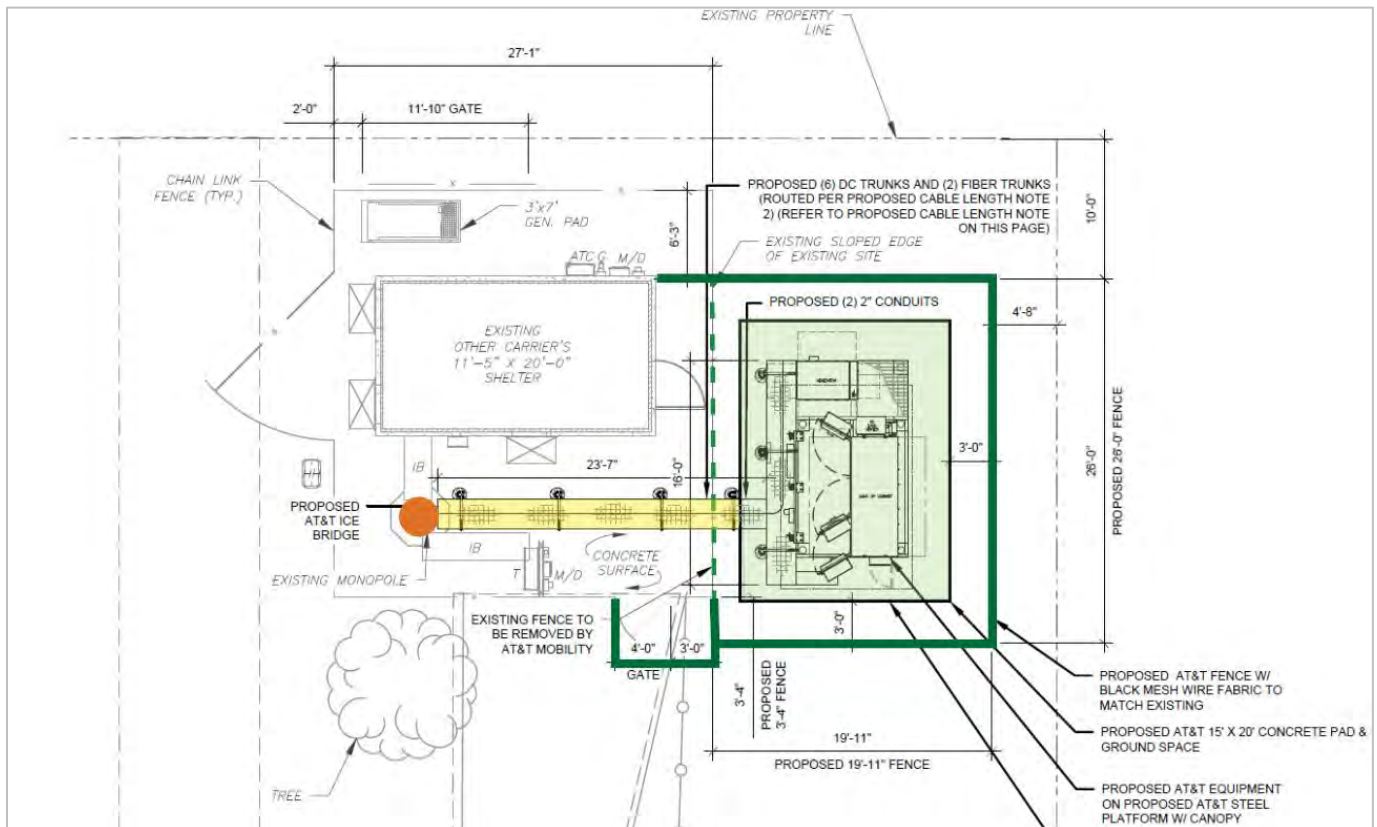 EXISTING PROPERTY
LINE
27'-1"
2'-0"
11'-10" GATE
CHAIN LINK
FENCE (TYP.)
3'x7'
GEN. PAD
PROPOSED (6) DC TRUNKS AND (2) FIBER TRUNKS
(ROUTED PER PROPOSED CABLE LENGTH NOTE
2) (REFER TO PROPOSED CABLE LENGTH NOTE
ON THIS PAGE)
10'-0"
6'-3"
ATC G M/D
EXISTING SLOPED EDGE
OF EXISTING SITE
PROPOSED (2) 2" CONDUITS
4'-8"
EXISTING
OTHER CARRIER'S
11'-5" X 20'-0"
SHELTER
26'-0"
PROPOSED 26'-0" FENCE
3'-0"
IB
23'-7"
16'-0"
HH
PROPOSED
AT&T ICE
BRIDGE
IB
CONCRETE
SURFACE
T
M/D
EXISTING MONOPOLE
EXISTING FENCE TO
BE REMOVED BY
AT&T MOBILITY
4'-0"
3'-0"
GATE
3'-0"
3'-4"
PROPOSED
3'-4" FENCE
19'-11"
PROPOSED 19'-11" FENCE
TREE
PROPOSED AT&T FENCE W/
BLACK MESH WIRE FABRIC TO
MATCH EXISTING
PROPOSED AT&T 15' X 20' CONCRETE PAD &
GROUND SPACE
PROPOSED AT&T EQUIPMENT
ON PROPOSED AT&T STEEL
PLATFORM W/ CANOPY